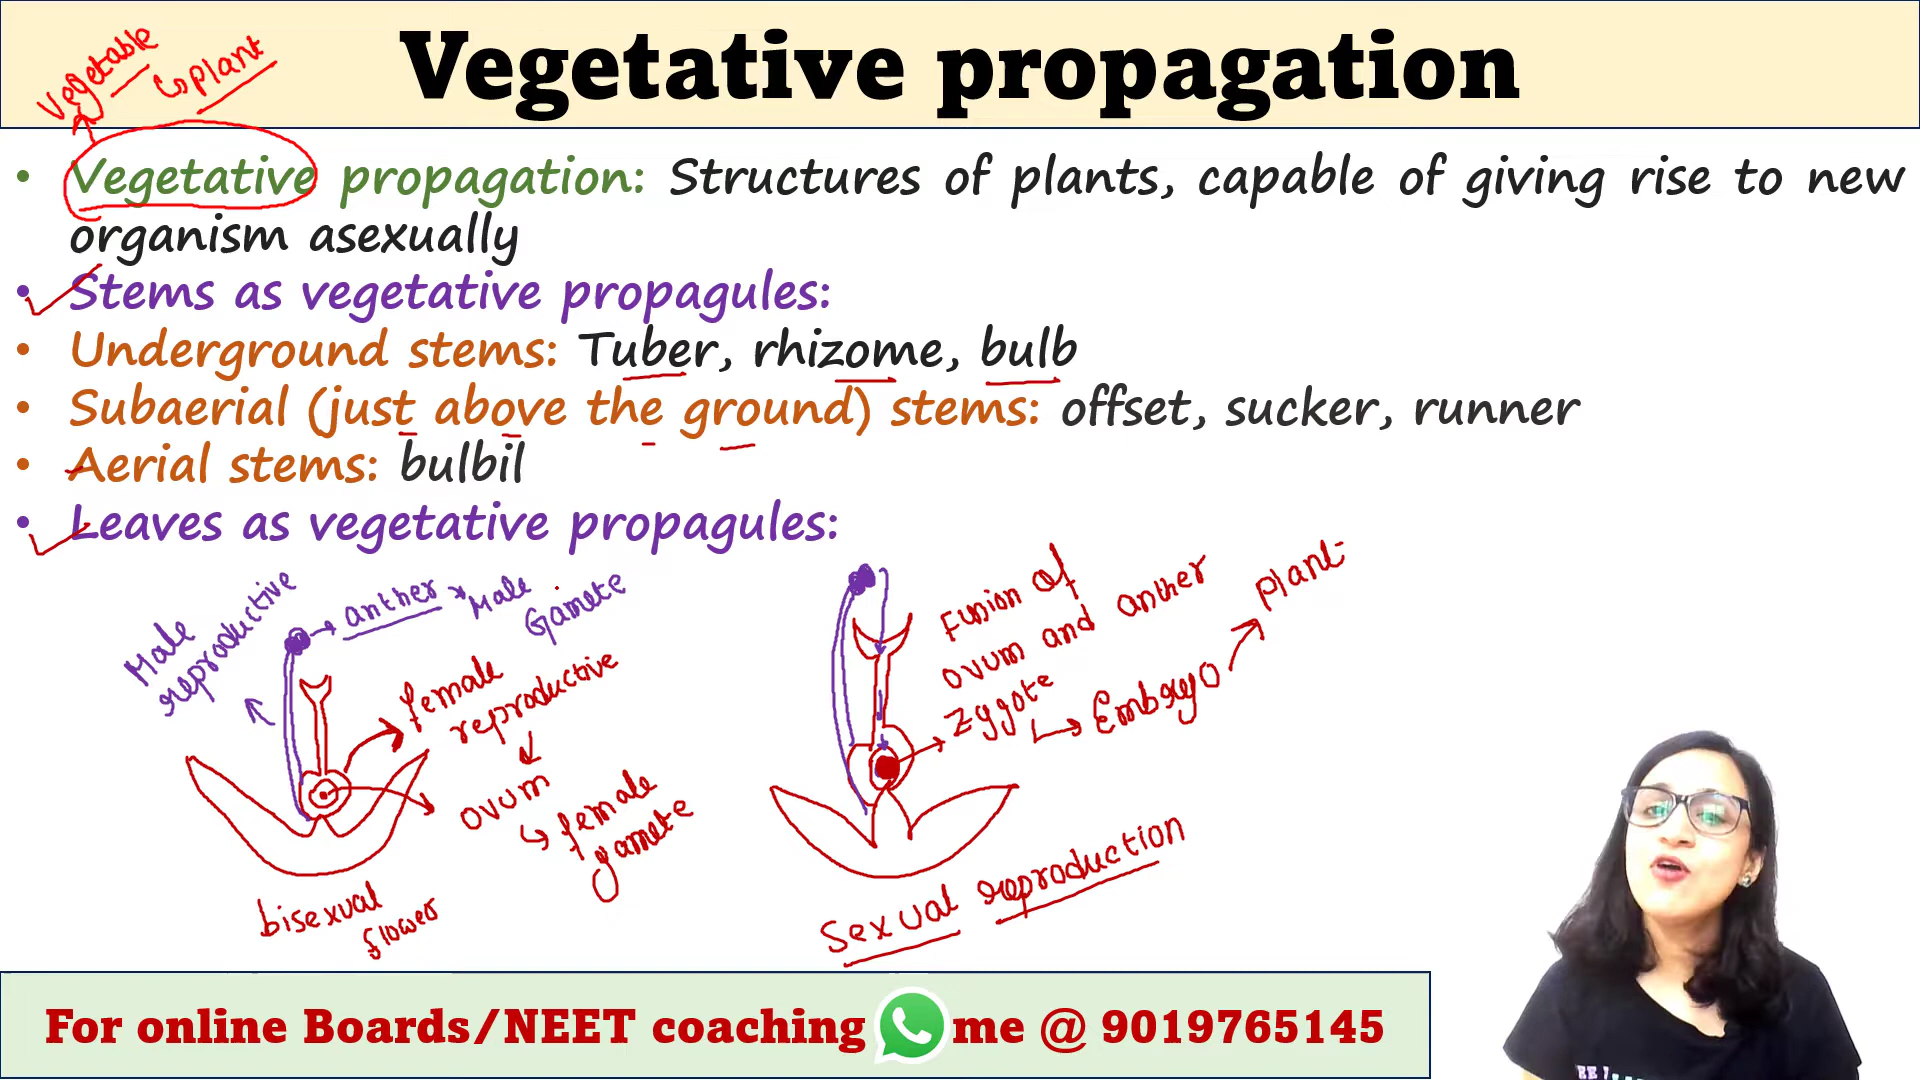 Vegetable
↳ plant
Vegetative propagation
• Vegetative propagation: Structures of plants, capable of giving rise to new
organism asexually
• Stems as vegetative propagules:
• Underground stems: Tuber, rhizome, bulb
• Subaerial (just above the ground) stems: offset, sucker, runner
• Aerial stems: bulbil
• Leaves as vegetative propagules:
Male
reproductive
anther → Male
Gamete
female
reproductive
ovum
↳ female
gamete
bisexual
flower
Fusion of
ovum and anther
Zygote
↳ Embryo
plant
Sexual reproduction
For online Boards/NEET coaching me @ 9019765145